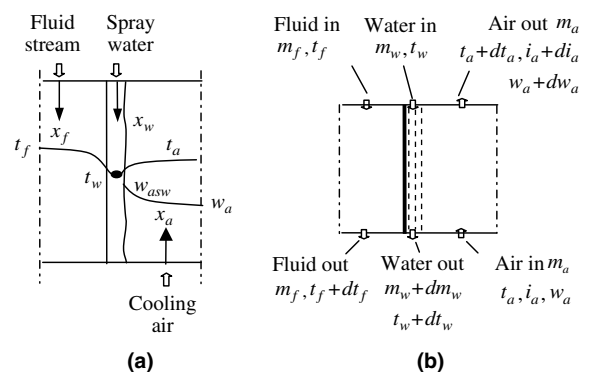 Fluid stream
Spray water
x_f
x_w
t_f
t_a
t_w
w_asw
w_a
x_a
Cooling air
(a)
Fluid in
m_f, t_f
Water in
m_w, t_w
Air out m_a
t_a+dt_a, i_a+di_a
w_a+dw_a
Fluid out
m_f, t_f+dt_f
Water out
m_w+dm_w
t_w+dt_w
Air in m_a
t_a, i_a, w_a
(b)